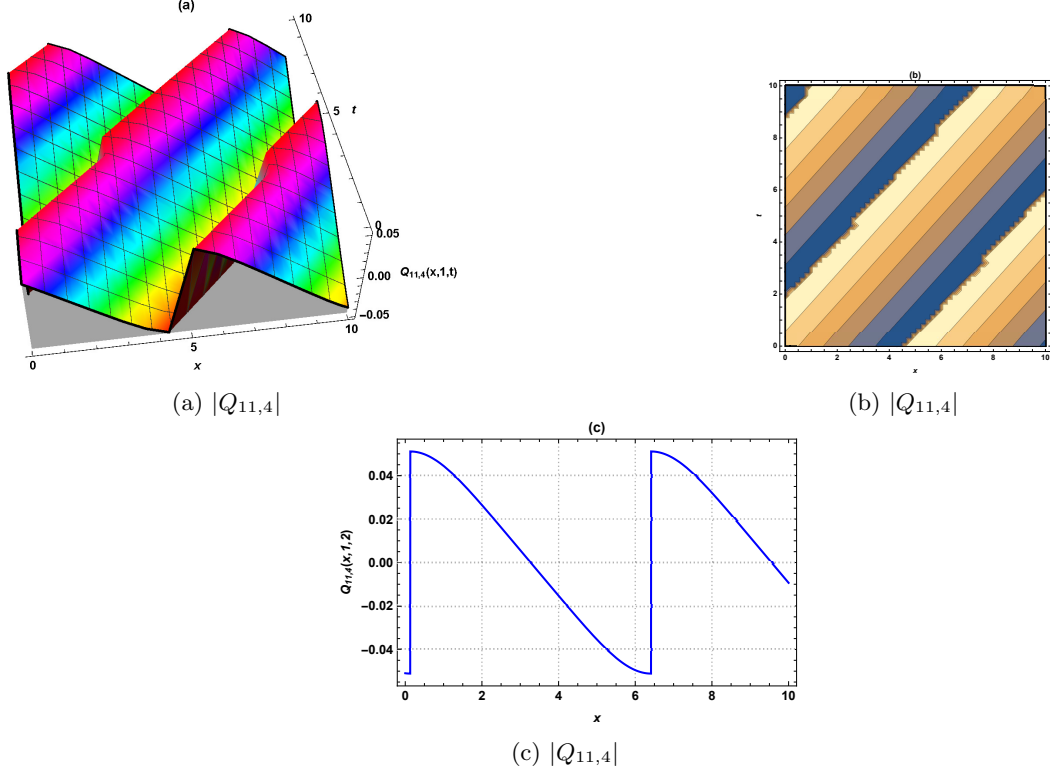 (a)
10
5
t
0
0.05
0.00
Q11,4(x,1,t)
−0.05
0
5
10
x
(a) |Q11,4|
(b)
10
8
6
t
4
2
0
0 2 4 6 8 10
x
(b) |Q11,4|
(c)
0.04
0.02
0.00
−0.02
−0.04
Q11,4(x,1,2)
0 2 4 6 8 10
x
(c) |Q11,4|